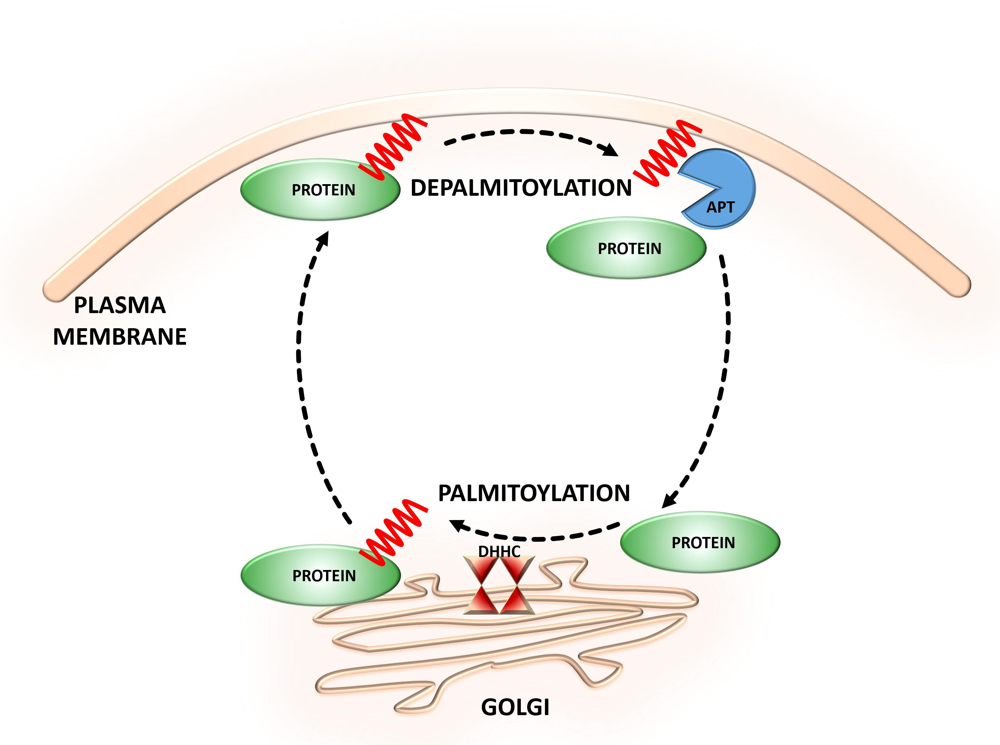 PROTEIN
DEPALMITOYLATION
APT
PROTEIN
PLASMA
MEMBRANE
PALMITOYLATION
PROTEIN
DHHC
PROTEIN
GOLGI